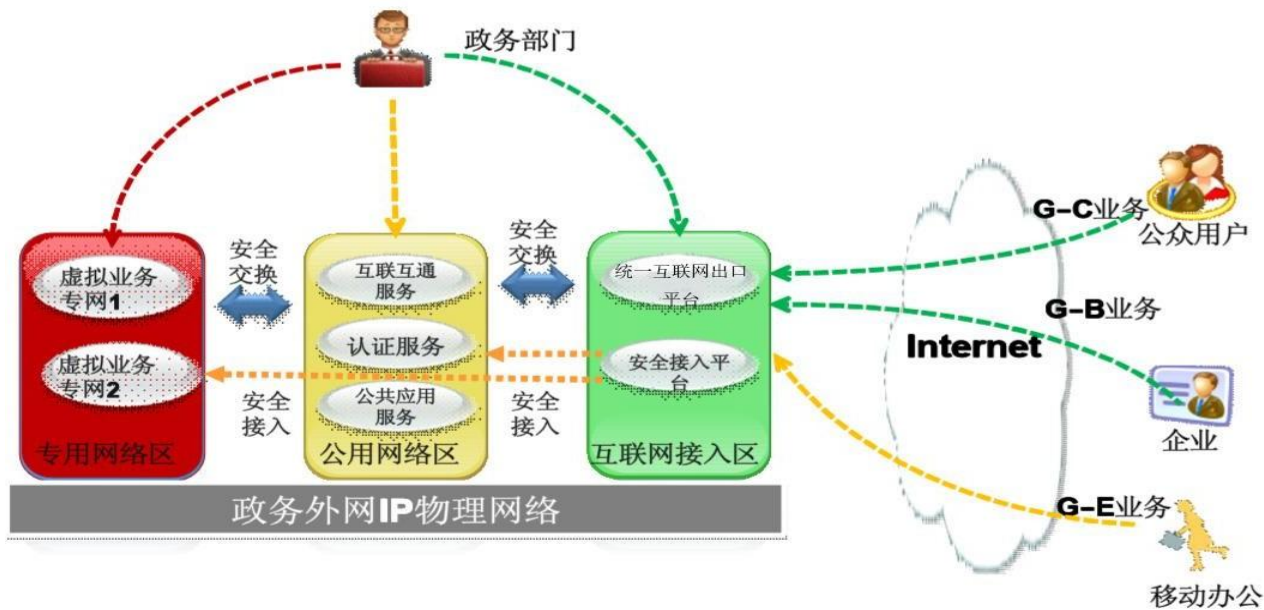 政务部门
G-C业务
公众用户
安全
交换
安全
交换
虚拟业务
专网1
互联互通
服务
统一互联网出口
平台
G-B业务
Internet
认证服务
虚拟业务
专网2
安全接入平
台
安全
接入
公共应用
服务
安全
接入
企业
专用网络区
公用网络区
互联网接入区
政务外网IP物理网络
G-E业务
移动办公